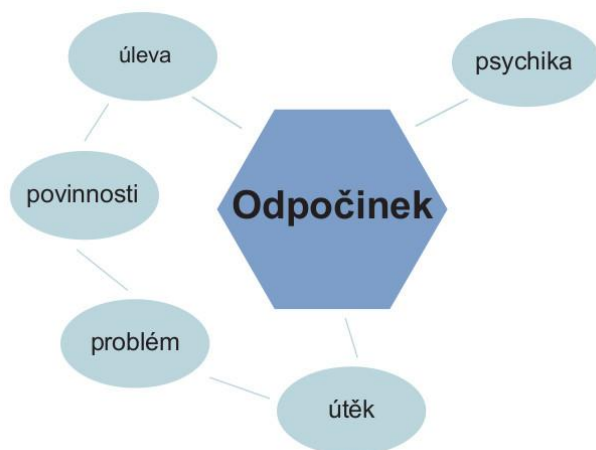 úleva
psychika
povinnosti
Odpočinek
problém
útěk